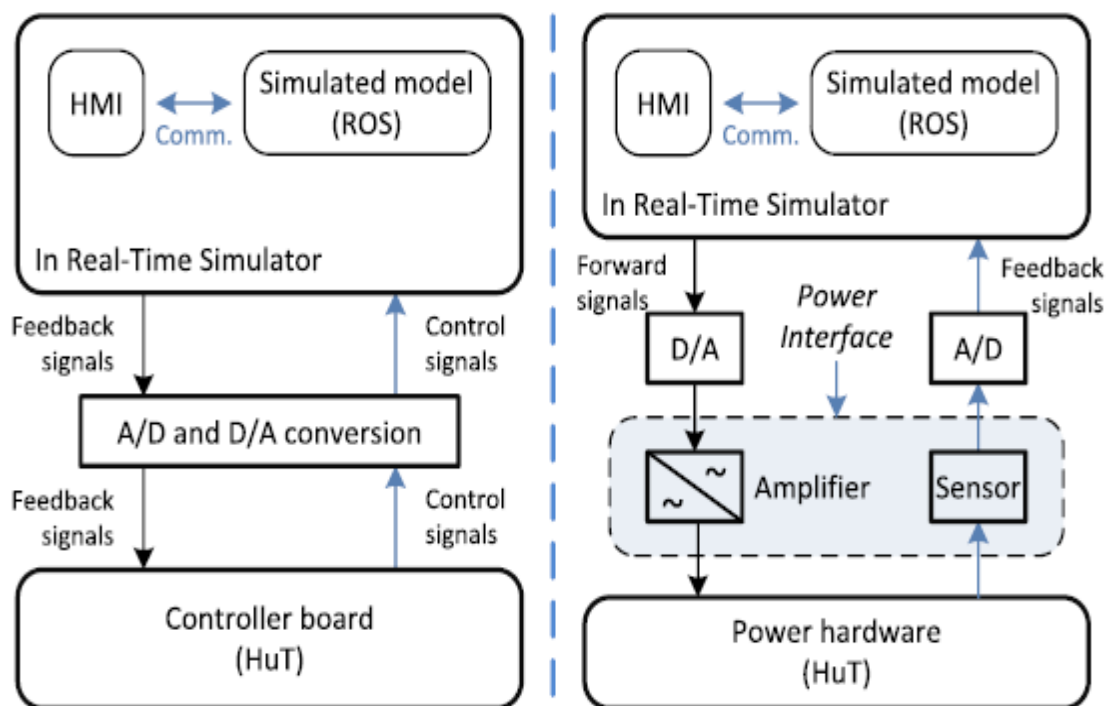 HMI
Comm.
Simulated model
(ROS)
In Real-Time Simulator
Feedback
signals
Control
signals
A/D and D/A conversion
Feedback
signals
Control
signals
Controller board
(HuT)
HMI
Comm.
Simulated model
(ROS)
In Real-Time Simulator
Forward
signals
Power
Interface
Feedback
signals
D/A
A/D
~
~
Amplifier
Sensor
Power hardware
(HuT)